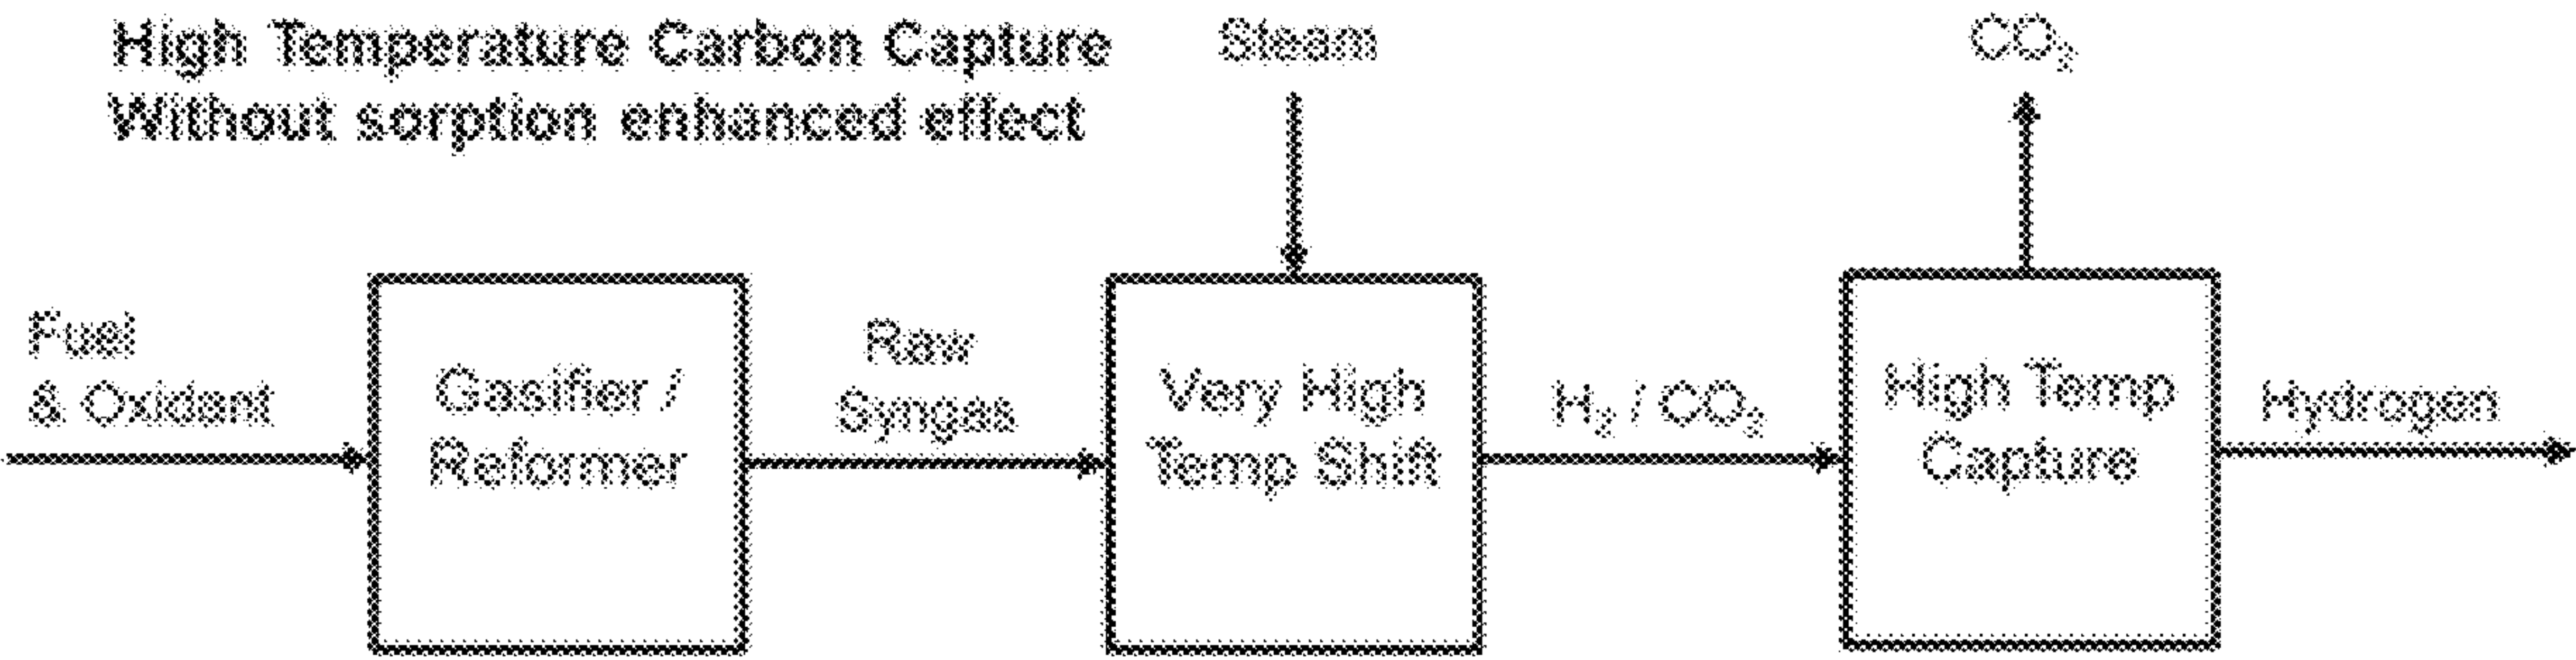 High Temperature Carbon Capture
Without sorption enhanced effect
Steam
CO₂
Fuel
& Oxidant
Gasifier /
Reformer
Raw
Syngas
Very High
Temp Shift
H₂ / CO₂
High Temp
Capture
Hydrogen